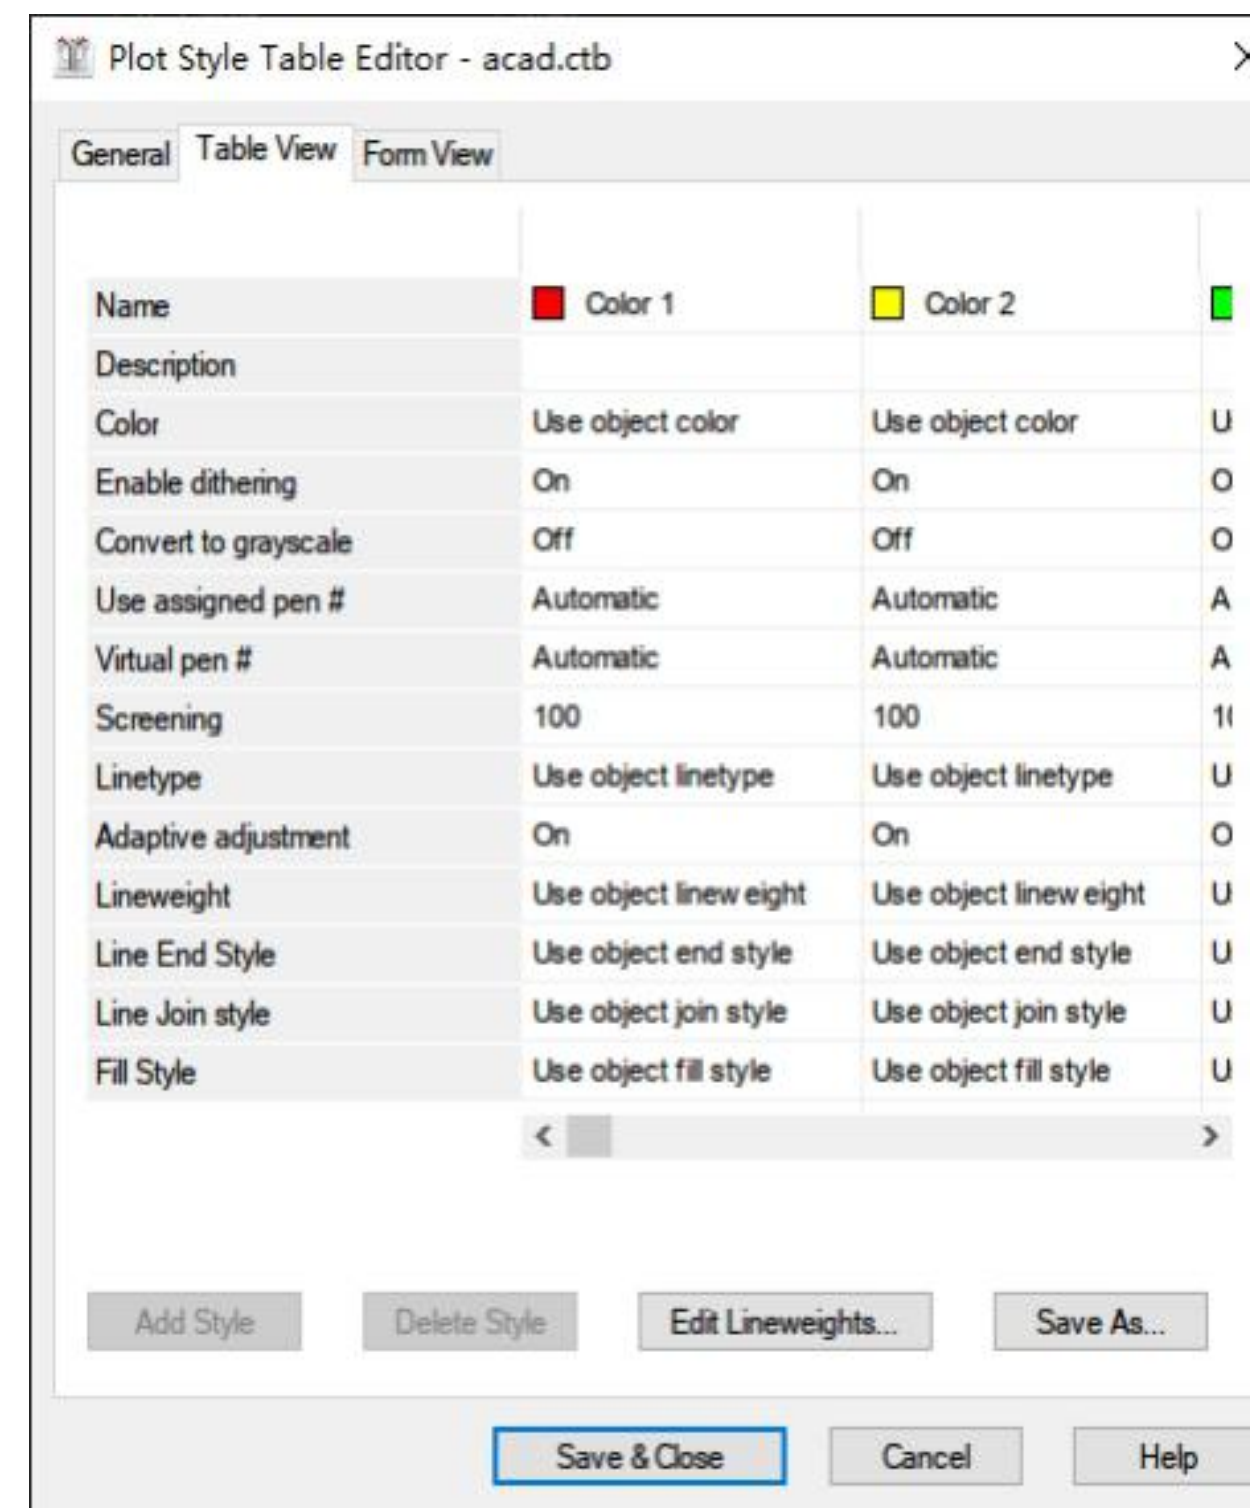 Plot Style Table Editor - acad.ctb
General Table View Form View
Name Color 1 Color 2
Description
Color Use object color Use object color
Enable dithering On On
Convert to grayscale Off Off
Use assigned pen # Automatic Automatic
Virtual pen # Automatic Automatic
Screening 100 100
Linetype Use object linetype Use object linetype
Adaptive adjustment On On
Lineweight Use object linew eight Use object linew eight
Line End Style Use object end style Use object end style
Line Join style Use object join style Use object join style
Fill Style Use object fill style Use object fill style
Add Style Delete Style Edit Lineweights... Save As...
Save & Close Cancel Help